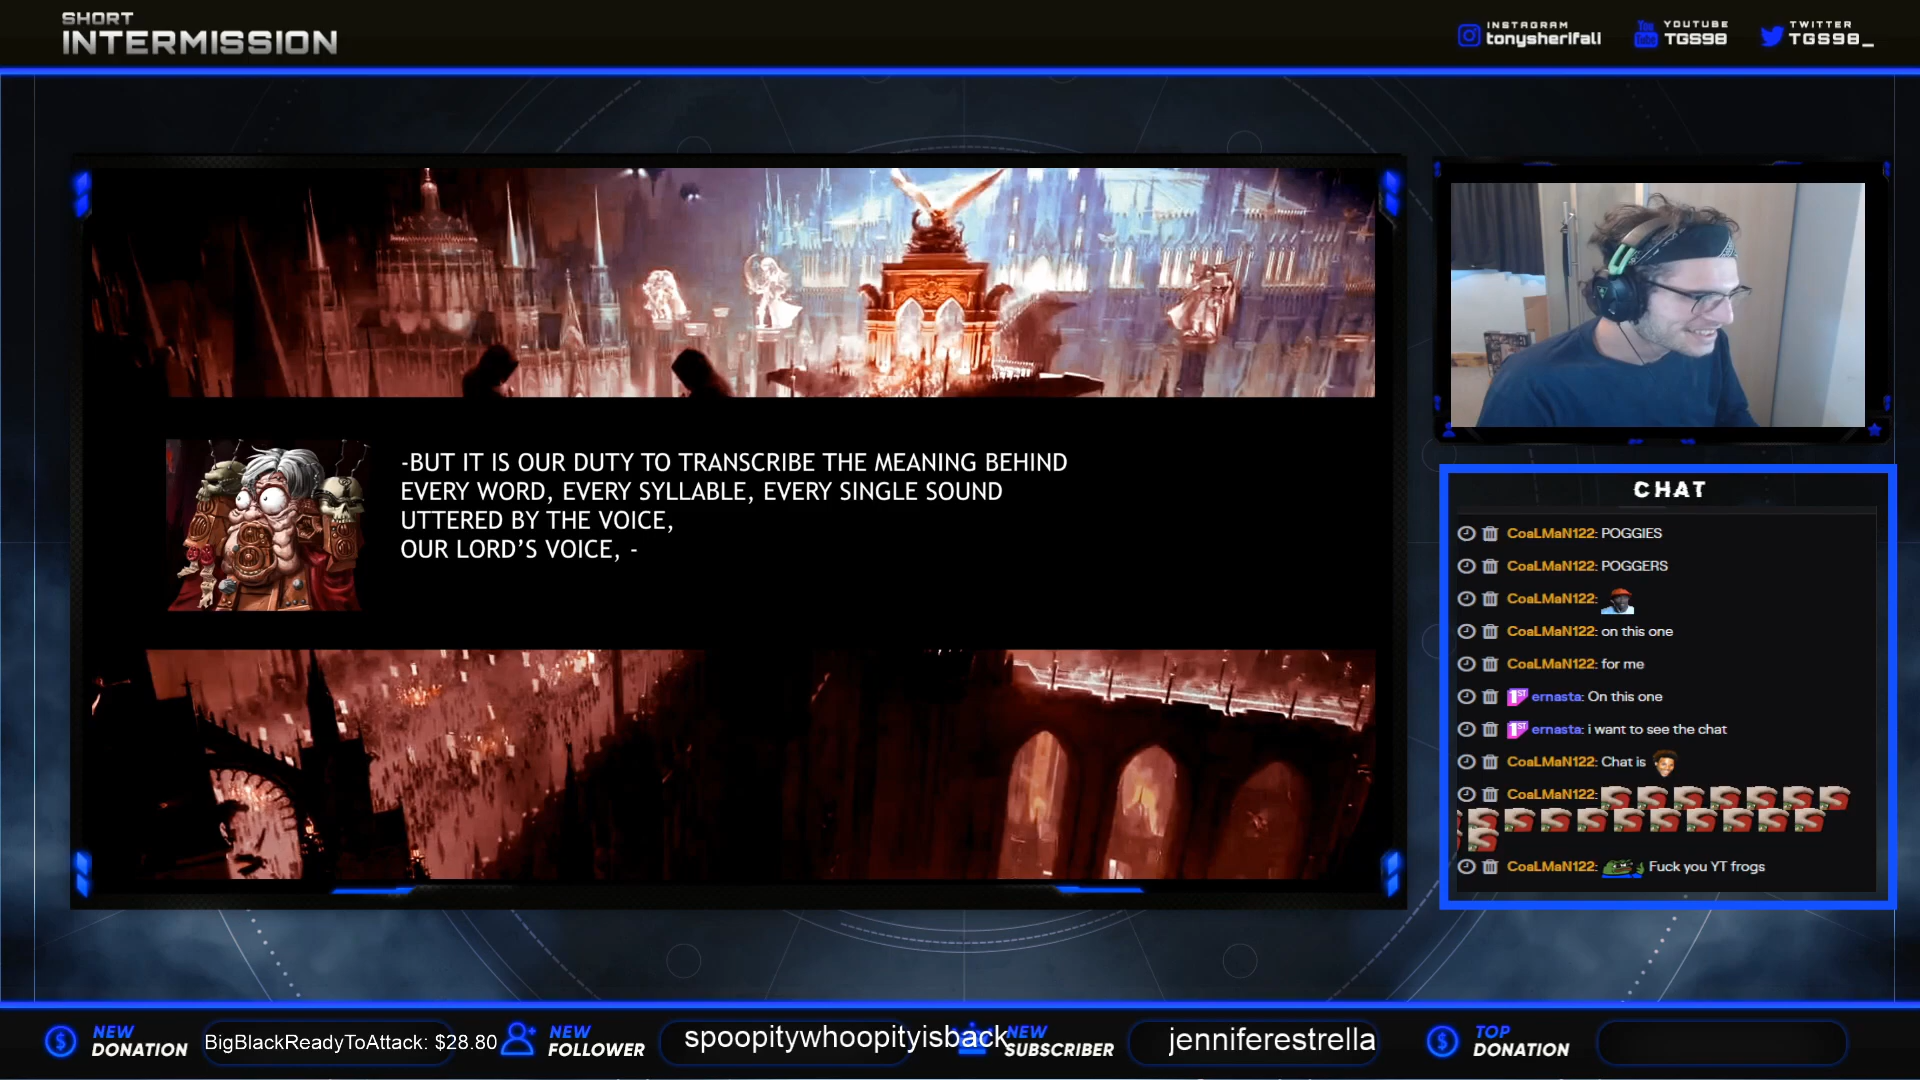 SHORT
INTERMISSION
INSTAGRAM
tonysherifali
YOUTUBE
TGS98
TWITTER
TGS98_
-BUT IT IS OUR DUTY TO TRANSCRIBE THE MEANING BEHIND
EVERY WORD, EVERY SYLLABLE, EVERY SINGLE SOUND
UTTERED BY THE VOICE,
OUR LORD’S VOICE, -
CHAT
CoaLMaN122: POGGIES
CoaLMaN122: POGGERS
CoaLMaN122:
CoaLMaN122: on this one
CoaLMaN122: for me
1ST ernasta: On this one
1ST ernasta: i want to see the chat
CoaLMaN122: Chat is
CoaLMaN122:
CoaLMaN122: Fuck you YT frogs
NEW
DONATION
BigBlackReadyToAttack: $28.80
NEW
FOLLOWER
spoopitywhoopityisback
NEW
SUBSCRIBER
jenniferestrella
TOP
DONATION